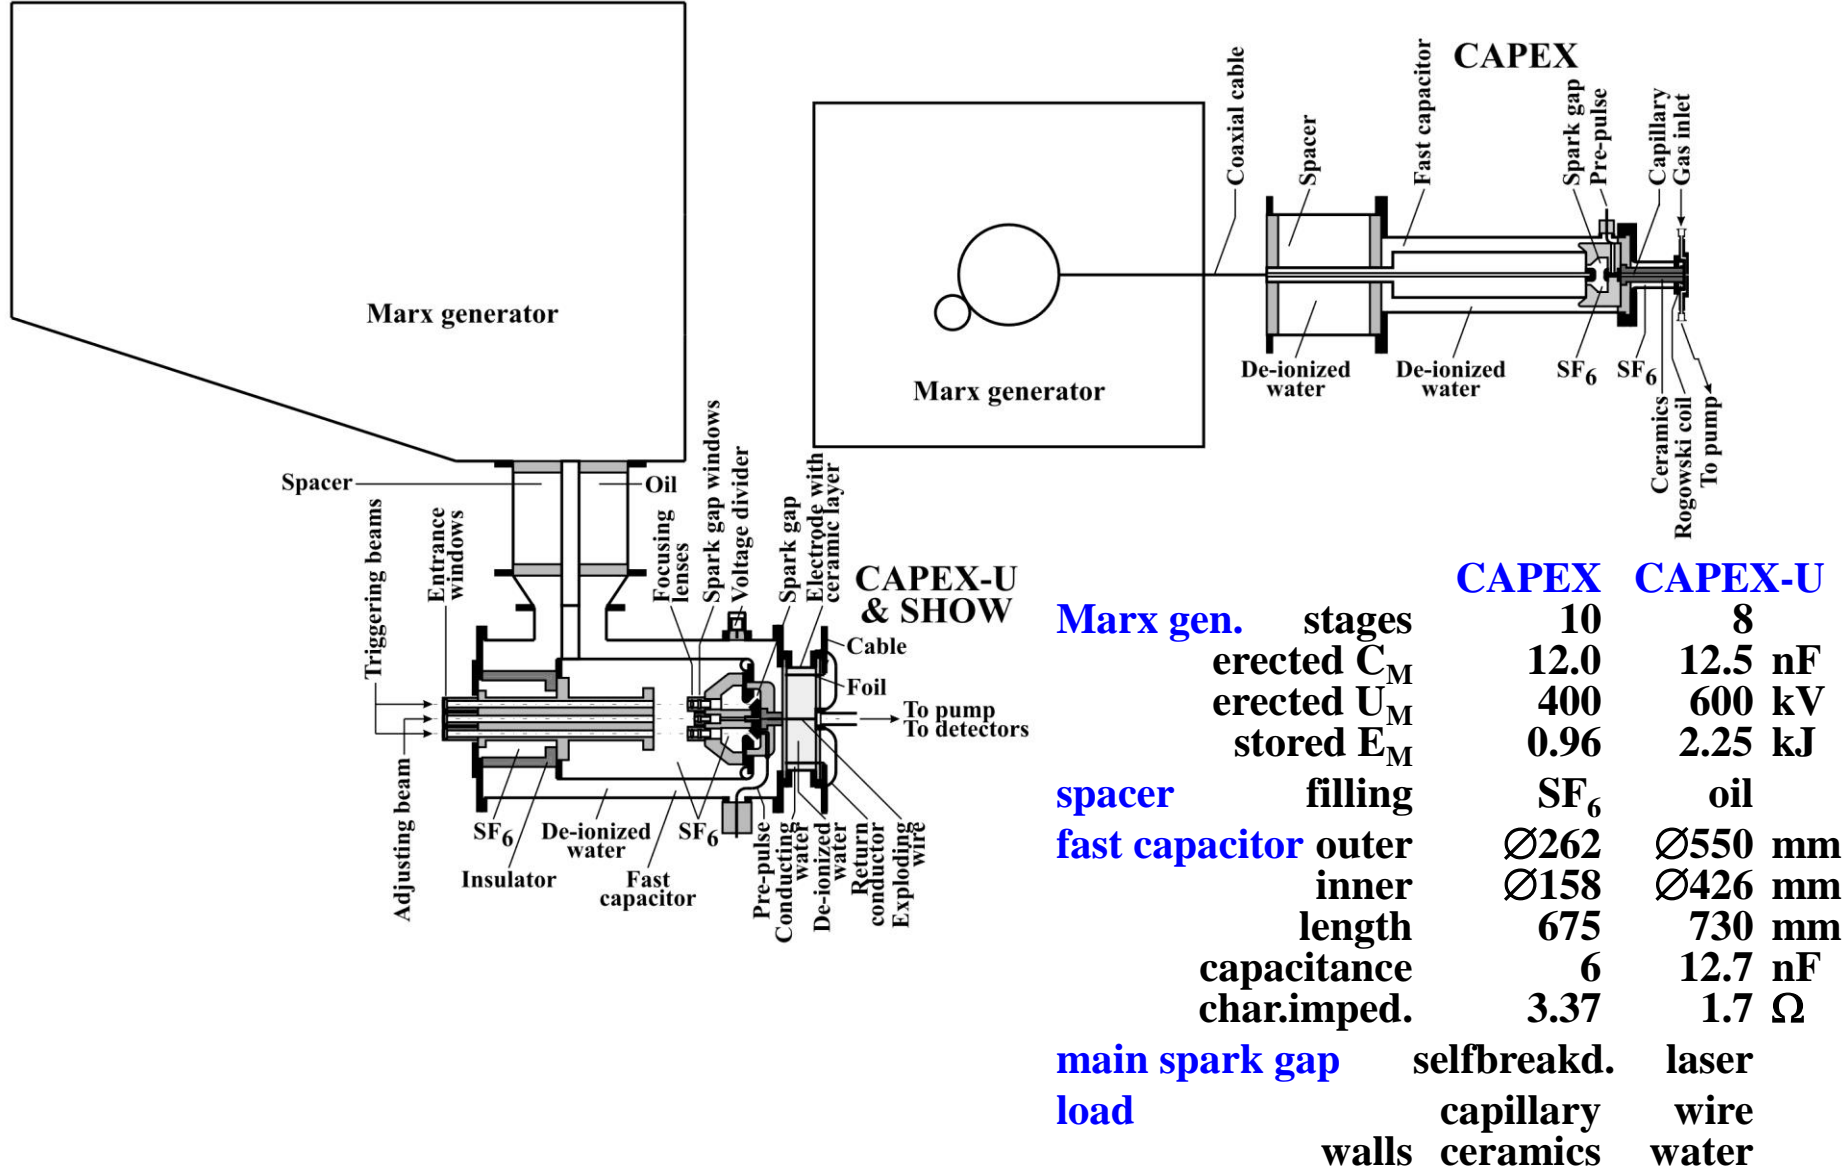 CAPEX
Coaxial cable
Spacer
Fast capacitor
Spark gap
Pre-pulse
Capillary
Gas inlet
Marx generator
Marx generator
De-ionized
water
De-ionized
water
SF6
SF6
Ceramics
Rogowski coil
To pump
Spacer
Oil
Triggering beams
Entrance
windows
Focusing
lenses
Spark gap windows
Voltage divider
Spark gap
Electrode with
ceramic layer
CAPEX-U
& SHOW
Cable
Foil
To pump
To detectors
Adjusting beam
SF6
Insulator
De-ionized
water
Fast
capacitor
SF6
Pre-pulse
Conducting
water
De-ionized
water
Return
conductor
Exploding
wire
CAPEX CAPEX-U
Marx gen. stages 10 8
erected CM 12.0 12.5 nF
erected UM 400 600 kV
stored EM 0.96 2.25 kJ
spacer filling SF6 oil
fast capacitor outer Ø262 Ø550 mm
inner Ø158 Ø426 mm
length 675 730 mm
capacitance 6 12.7 nF
char.imped. 3.37 1.7 Ω
main spark gap selfbreakd. laser
load capillary wire
walls ceramics water